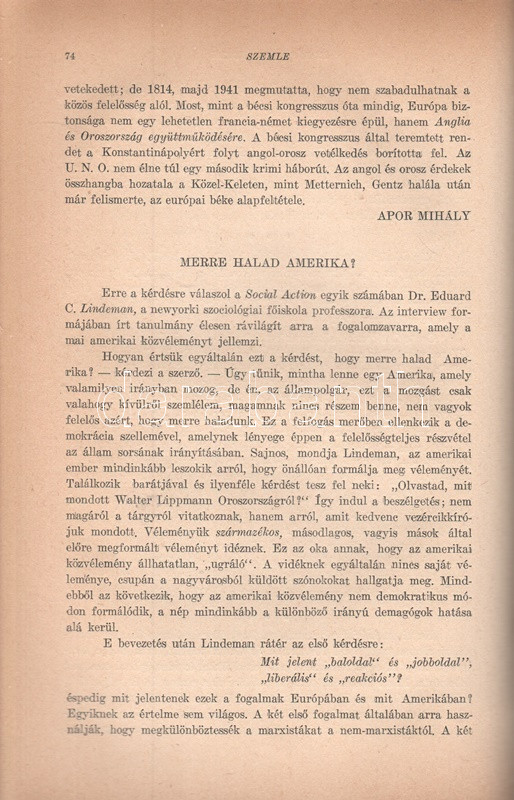 74
SZEMLE
vetekedett; de 1814, majd 1941 megmutatta, hogy nem szabadulhatnak a
közös felelősség alól. Most, mint a bécsi kongresszus óta mindig, Európa biz-
tonsága nem egy lehetetlen francia-német kiegyezésre épül, hanem Anglia
és Oroszország együttműködésére. A bécsi kongresszus által teremtett ren-
det a Konstantinápolyért folyt angol-orosz vetélkedés borította fel. Az
U. N. O. nem élne túl egy második krimi háborút. Az angol és orosz érdekek
összhangba hozatala a Közel-Keleten, mint Metternich, Gentz halála után
már felismerte, az európai béke alapfeltétele.
APOR MIHÁLY
MERRE HALAD AMERIKA?
Erre a kérdésre válaszol a Social Action egyik számában Dr. Eduard
C. Lindeman, a newyorki szociológiai főiskola professzora. Az interview for-
májában írt tanulmány élesen rávilágít arra a fogalomzavarra, amely a
mai amerikai közvéleményt jellemzi.
Hogyan értsük egyáltalán ezt a kérdést, hogy merre halad Ame-
rika? — kérdezi a szerző. — Úgy tünik, mintha lenne egy Amerika, amely
valamilyen irányban mozog, de én, az állampolgár, ezt a mozgást csak
valahogy kívülről szemlélem, magamnak nincs részem benne, nem vagyok
felelős azért, hogy merre haladunk. Ez a felfogás merőben ellenkezik a de-
mokrácia szellemével, amelynek lényege éppen a felelősségteljes részvétel
az állam sorsának irányításában. Sajnos, mondja Lindeman, az amerikai
ember mindinkább leszokik arról, hogy önállóan formálja meg véleményét.
Találkozik barátjával és ilyenféle kérdést tesz fel neki: „Olvastad, mit
mondott Walter Lippmann Oroszországról?“ Így indul a beszélgetés; nem
magáról a tárgyról vitatkoznak, hanem arról, amit kedvenc vezércikkíró-
juk mondott. Véleményük származékos, másodlagos, vagyis mások által
előre megformált véleményt idéznek. Ez az oka annak, hogy az amerikai
közvélemény állhatatlan, „ugráló“. A vidéknek egyáltalán nincs saját vé-
leménye, csupán a nagyvárosból küldött szónokokat hallgatja meg. Mind-
ebből az következik, hogy az amerikai közvélemény nem demokratikus mó-
don formálódik, a nép mindinkább a különböző irányú demagógok hatása
alá kerül.
E bevezetés után Lindeman rátér az első kérdésre:
Mit jelent „baloldal“ és „jobboldal”,
„liberális“ és „reakciós”?
éspedig mit jelentenek ezek a fogalmak Európában és mit Amerikában?
Egyiknek az értelme sem világos. A két első fogalmat általában arra hasz-
nálják, hogy megkülönböztessék a marxistákat a nem-marxistáktól. A két
darabanth